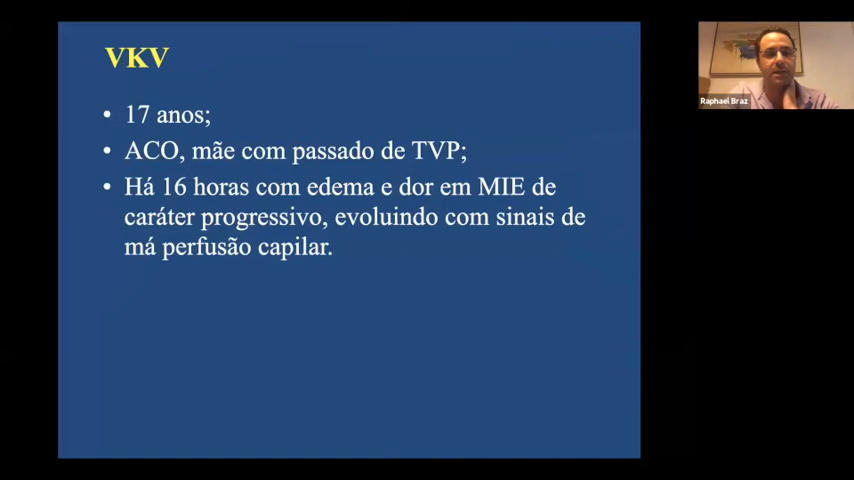 VKV
• 17 anos;
• ACO, mãe com passado de TVP;
• Há 16 horas com edema e dor em MIE de
caráter progressivo, evoluindo com sinais de
má perfusão capilar.
Raphael Braz